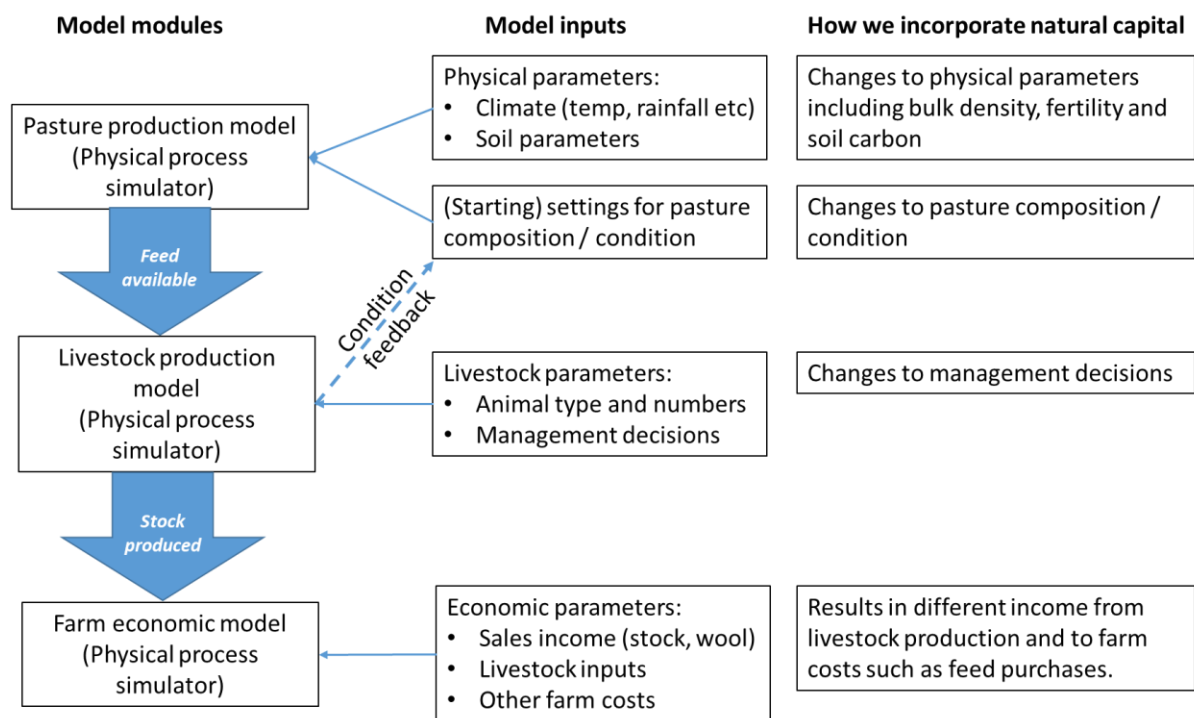 Model modules
Model inputs
How we incorporate natural capital
Pasture production model
(Physical process
simulator)
Physical parameters:
• Climate (temp, rainfall etc)
• Soil parameters
Changes to physical parameters
including bulk density, fertility and
soil carbon
(Starting) settings for pasture
composition / condition
Changes to pasture composition /
condition
Feed
available
Condition
feedback
Livestock production
model
(Physical process
simulator)
Livestock parameters:
• Animal type and numbers
• Management decisions
Changes to management decisions
Stock
produced
Farm economic model
(Physical process
simulator)
Economic parameters:
• Sales income (stock, wool)
• Livestock inputs
• Other farm costs
Results in different income from
livestock production and to farm
costs such as feed purchases.